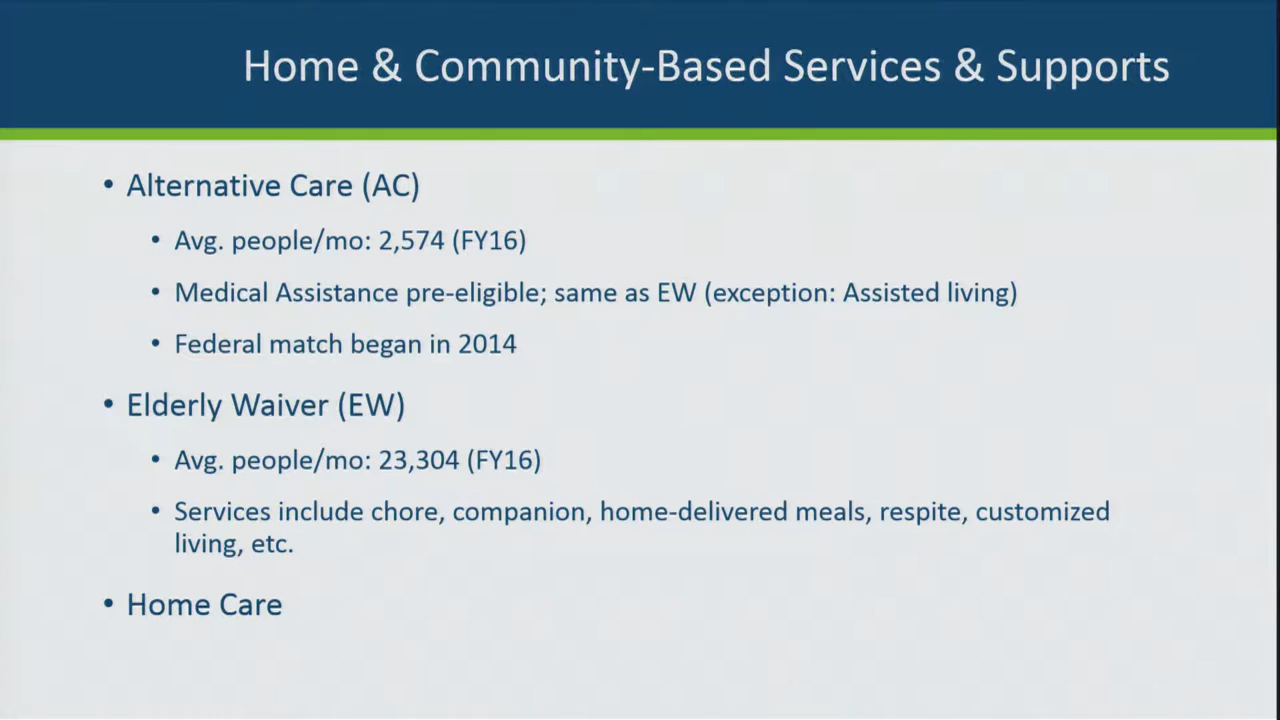 Home & Community-Based Services & Supports
• Alternative Care (AC)
• Avg. people/mo: 2,574 (FY16)
• Medical Assistance pre-eligible; same as EW (exception: Assisted living)
• Federal match began in 2014
• Elderly Waiver (EW)
• Avg. people/mo: 23,304 (FY16)
• Services include chore, companion, home-delivered meals, respite, customized
living, etc.
• Home Care